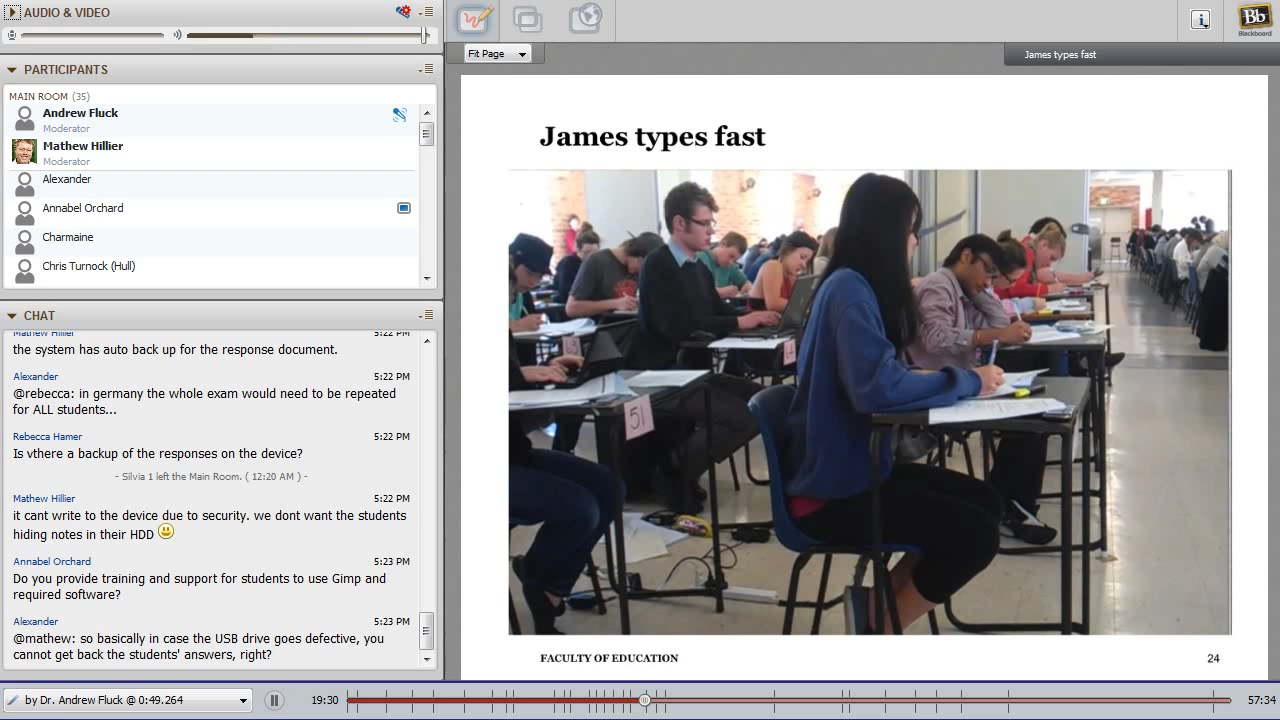 AUDIO & VIDEO
PARTICIPANTS
MAIN ROOM (35)
Andrew Fluck
Moderator
Mathew Hillier
Moderator
Alexander
Annabel Orchard
Charmaine
Chris Turnock (Hull)
CHAT
Mathew Hillier 5:22 PM
the system has auto back up for the response document.
Alexander 5:22 PM
@rebecca: in germany the whole exam would need to be repeated
for ALL students...
Rebecca Hamer 5:22 PM
Is vthere a backup of the responses on the device?
- Silvia 1 left the Main Room. ( 12:20 AM ) -
Mathew Hillier 5:22 PM
it cant write to the device due to security. we dont want the students
hiding notes in their HDD
Annabel Orchard 5:23 PM
Do you provide training and support for students to use Gimp and
required software?
Alexander 5:23 PM
@mathew: so basically in case the USB drive goes defective, you
cannot get back the students' answers, right?
by Dr. Andrew Fluck @ 0:49.264
19:30
57:34
Fit Page
James types fast
Bb
Blackboard
James types fast
51
FACULTY OF EDUCATION
24